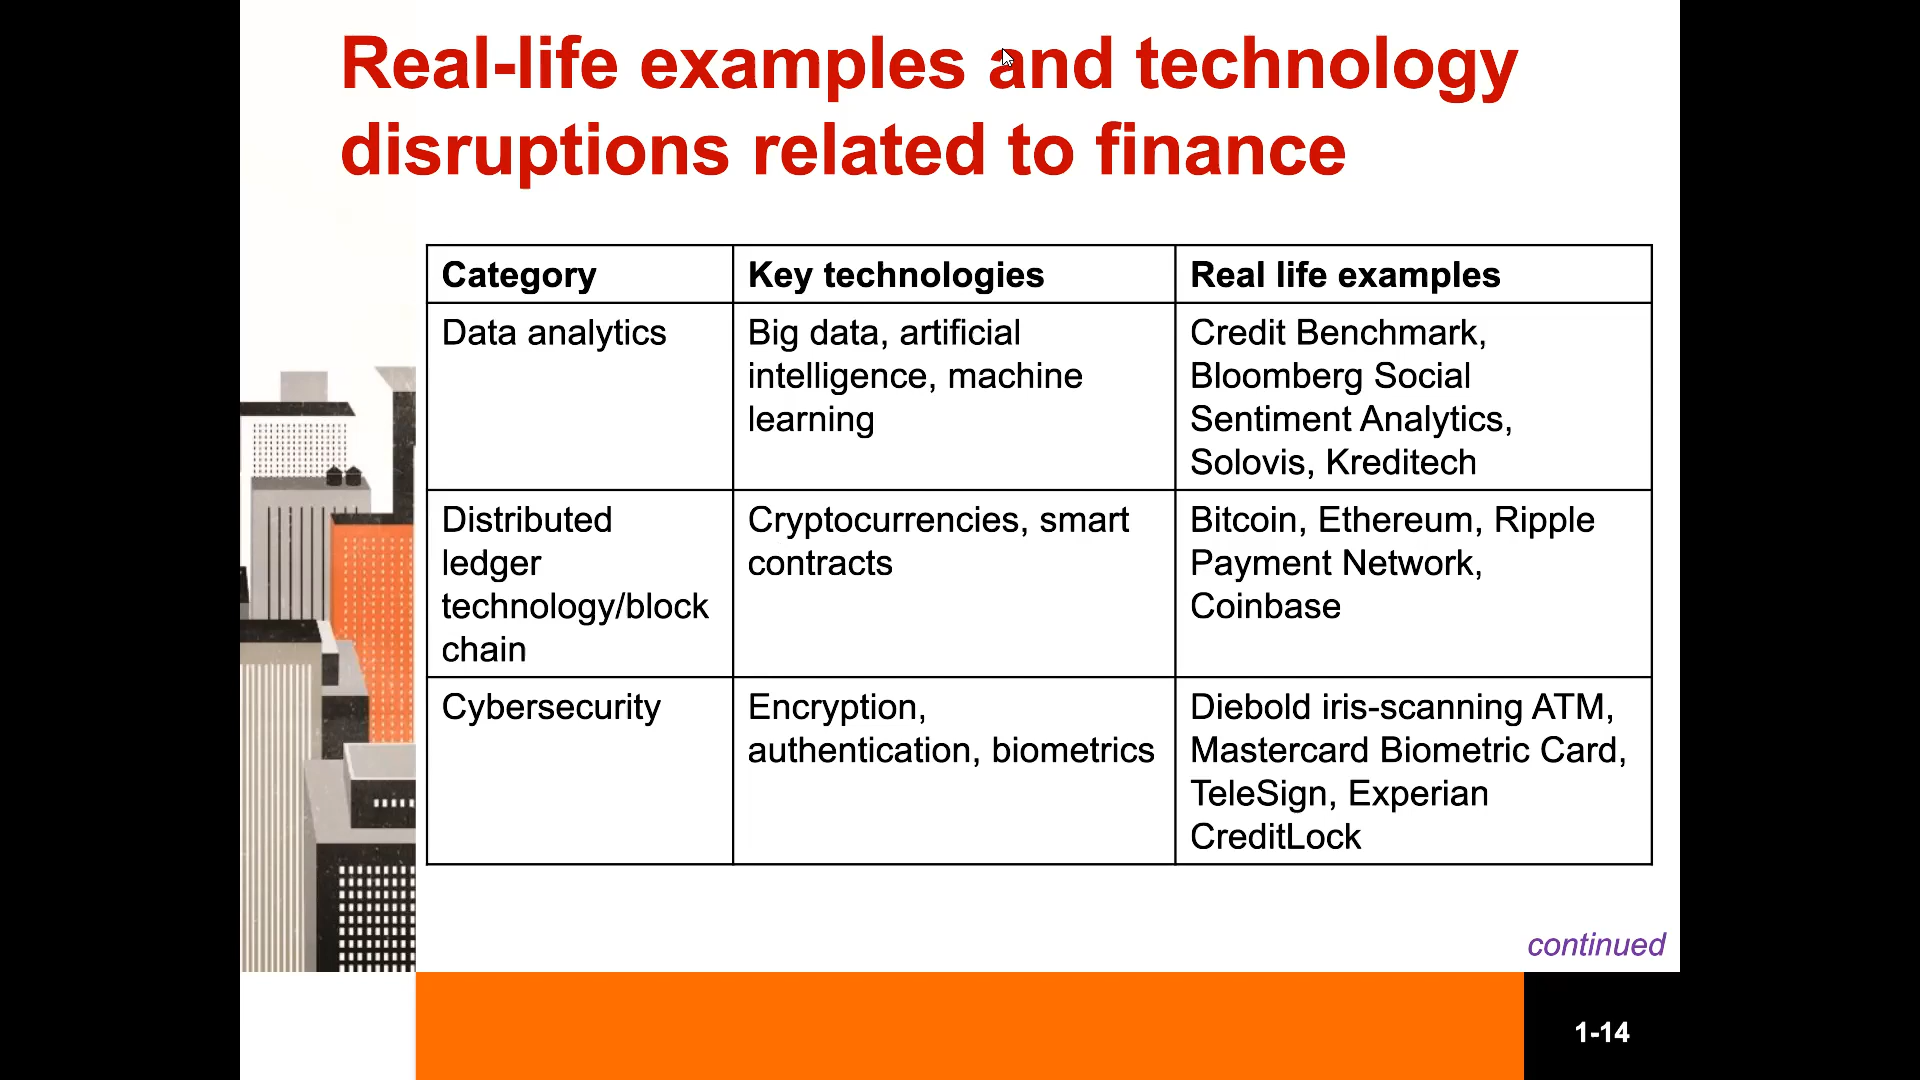 Real-life examples and technology
disruptions related to finance
Category
Key technologies
Real life examples
Data analytics
Big data, artificial
intelligence, machine
learning
Credit Benchmark,
Bloomberg Social
Sentiment Analytics,
Solovis, Kreditech
Distributed
ledger
technology/block
chain
Cryptocurrencies, smart
contracts
Bitcoin, Ethereum, Ripple
Payment Network,
Coinbase
Cybersecurity
Encryption,
authentication, biometrics
Diebold iris-scanning ATM,
Mastercard Biometric Card,
TeleSign, Experian
CreditLock
continued
1-14